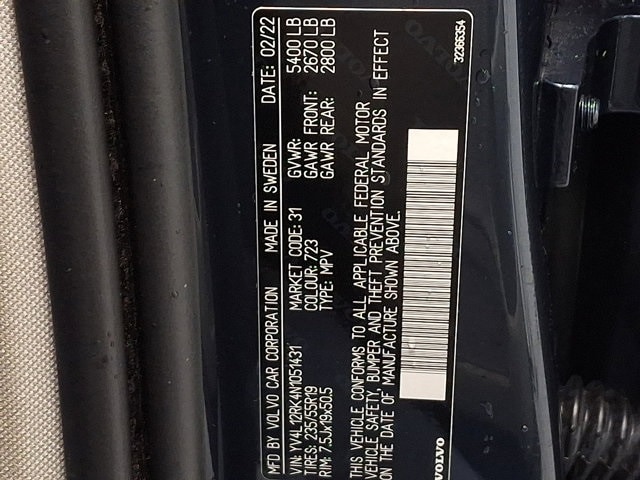 MFD BY VOLVO CAR CORPORATION MADE IN SWEDEN DATE: 02/22
VIN: YV4L12RK4N1051431 MARKET CODE: 31 GVWR: 5400 LB
TIRES: 235/55R19 COLOUR: 723 GAWR FRONT: 2670 LB
RIM: 7.5Jx19x50.5 TYPE: MPV GAWR REAR: 2800 LB
THIS VEHICLE CONFORMS TO ALL APPLICABLE FEDERAL MOTOR
VEHICLE SAFETY, BUMPER AND THEFT PREVENTION STANDARDS IN EFFECT
ON THE DATE OF MANUFACTURE SHOWN ABOVE.
VOLVO 32366354